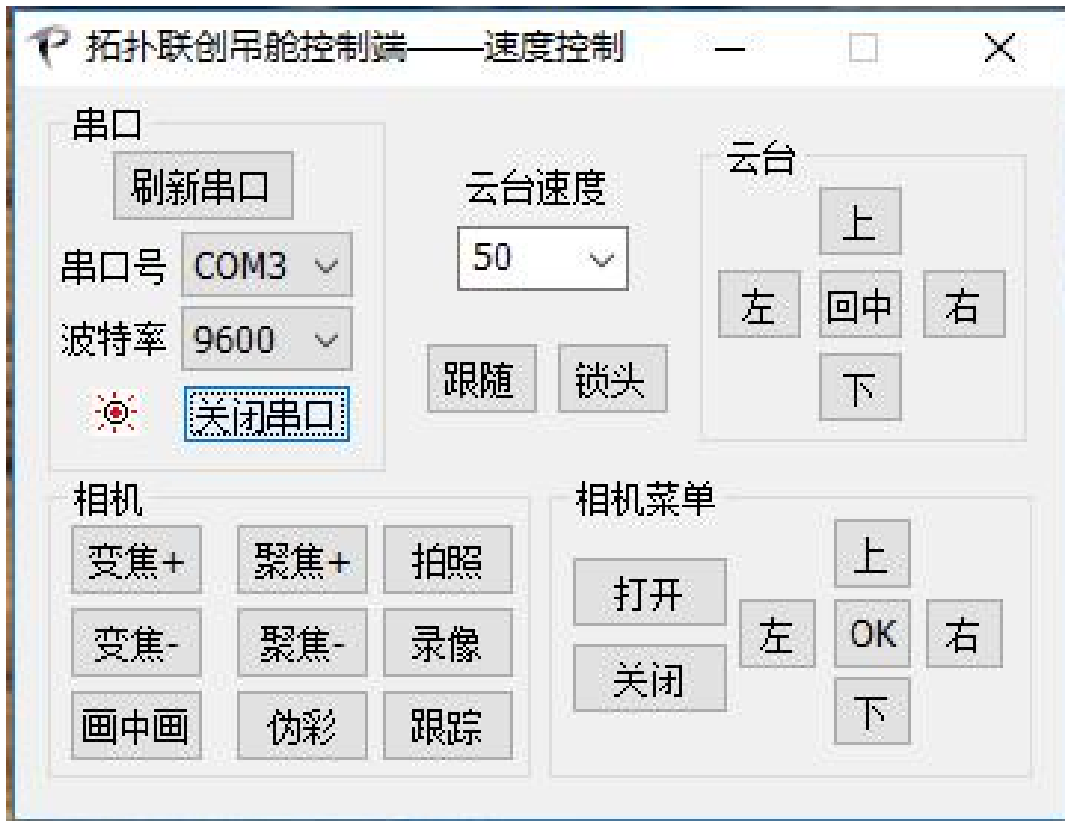 拓扑联创吊舱控制端——速度控制
串口
刷新串口
串口号 COM3
波特率 9600
关闭串口
云台速度
50
跟随 锁头
云台
上
左 回中 右
下
相机
变焦+ 聚焦+ 拍照
变焦- 聚焦- 录像
画中画 伪彩 跟踪
相机菜单
打开
关闭
上
左 OK 右
下